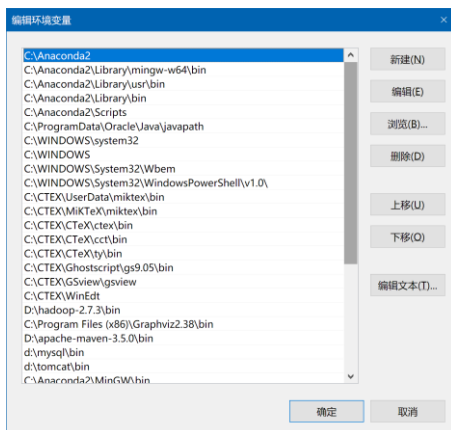 编辑环境变量
C:\Anaconda2
C:\Anaconda2\Library\mingw-w64\bin
C:\Anaconda2\Library\usr\bin
C:\Anaconda2\Library\bin
C:\Anaconda2\Scripts
C:\ProgramData\Oracle\Java\javapath
C:\WINDOWS\system32
C:\WINDOWS
C:\WINDOWS\System32\Wbem
C:\WINDOWS\System32\WindowsPowerShell\v1.0\
C:\CTEX\UserData\miktex\bin
C:\CTEX\MiKTeX\miktex\bin
C:\CTEX\CTeX\ctex\bin
C:\CTEX\CTeX\cct\bin
C:\CTEX\CTeX\ty\bin
C:\CTEX\Ghostscript\gs9.05\bin
C:\CTEX\GSview\gsview
C:\CTEX\WinEdt
D:\hadoop-2.7.3\bin
C:\Program Files (x86)\Graphviz2.38\bin
D:\apache-maven-3.5.0\bin
d:\mysql\bin
d:\tomcat\bin
C:\Anaconda2\MinGW\bin
新建(N)
编辑(E)
浏览(B)...
删除(D)
上移(U)
下移(O)
编辑文本(T)...
确定
取消